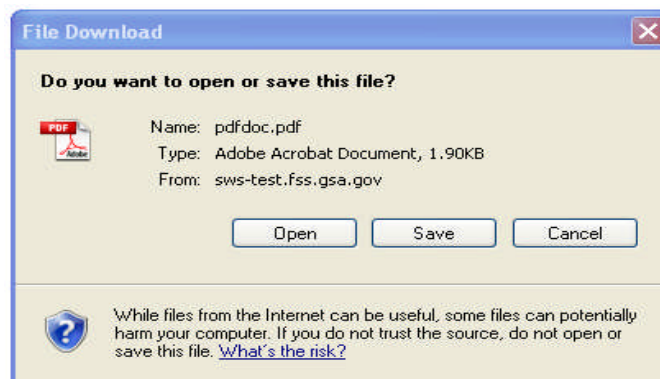 File Download
Do you want to open or save this file?
PDF
Adobe
Name: pdfdoc.pdf
Type: Adobe Acrobat Document, 1.90KB
From: sws-test.fss.gsa.gov
Open Save Cancel
While files from the Internet can be useful, some files can potentially
harm your computer. If you do not trust the source, do not open or
save this file. What's the risk?